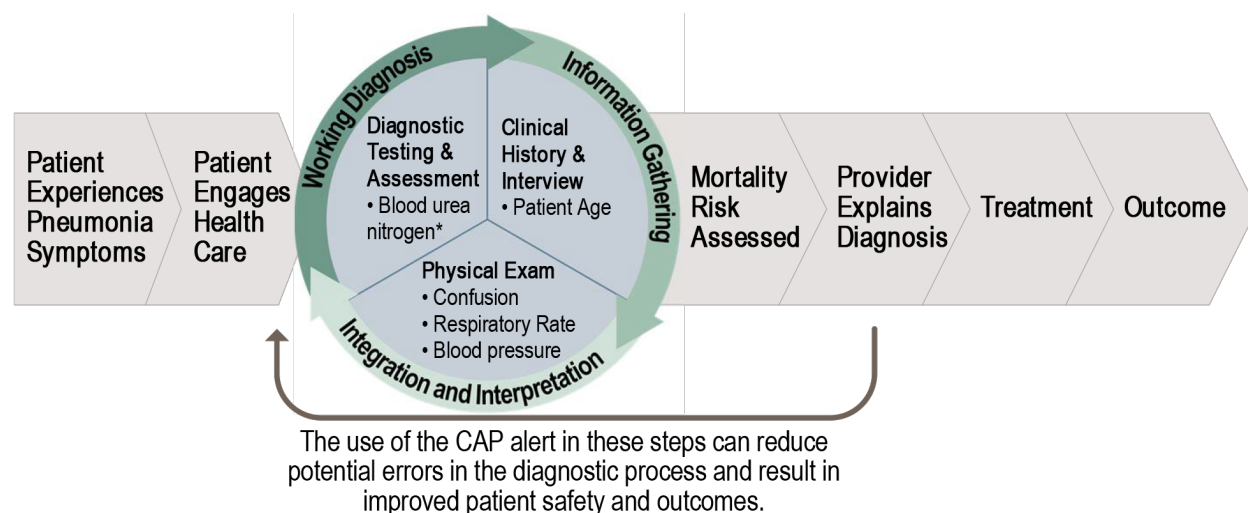 Patient
Experiences
Pneumonia
Symptoms
Patient
Engages
Health
Care
Working Diagnosis
Information Gathering
Integration and Interpretation
Diagnostic
Testing &
Assessment
• Blood urea
nitrogen*
Clinical
History &
Interview
• Patient Age
Physical Exam
• Confusion
• Respiratory Rate
• Blood pressure
Mortality
Risk
Assessed
Provider
Explains
Diagnosis
Treatment
Outcome
The use of the CAP alert in these steps can reduce
potential errors in the diagnostic process and result in
improved patient safety and outcomes.